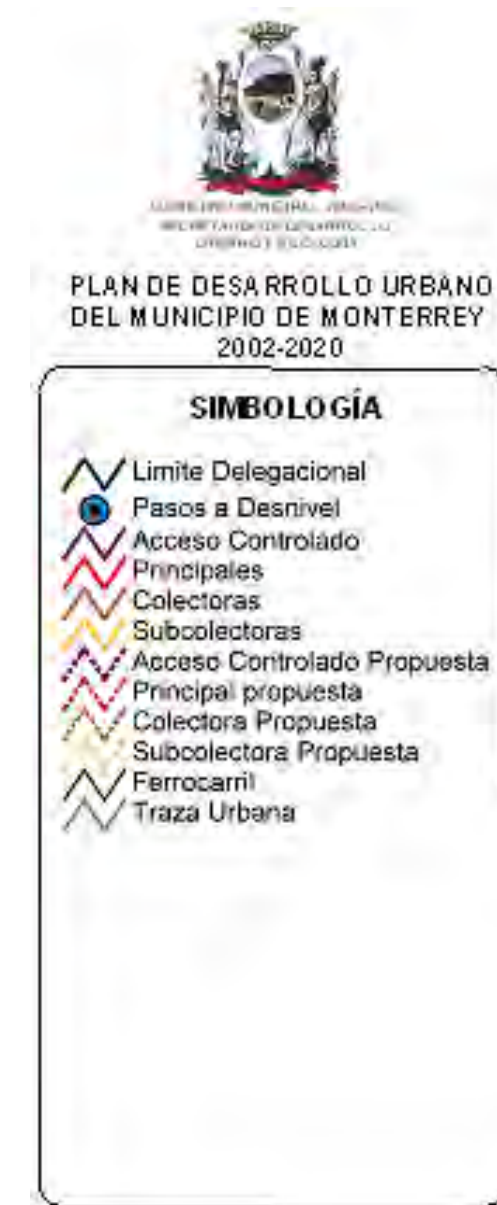 PLAN DE DESARROLLO URBANO
DEL MUNICIPIO DE MONTERREY
2002-2020
SIMBOLOGÍA
Limite Delegacional
Pasos a Desnivel
Acceso Controlado
Principales
Colectoras
Subcolectoras
Acceso Controlado Propuesta
Principal propuesta
Colectora Propuesta
Subcolectora Propuesta
Ferrocarril
Traza Urbana